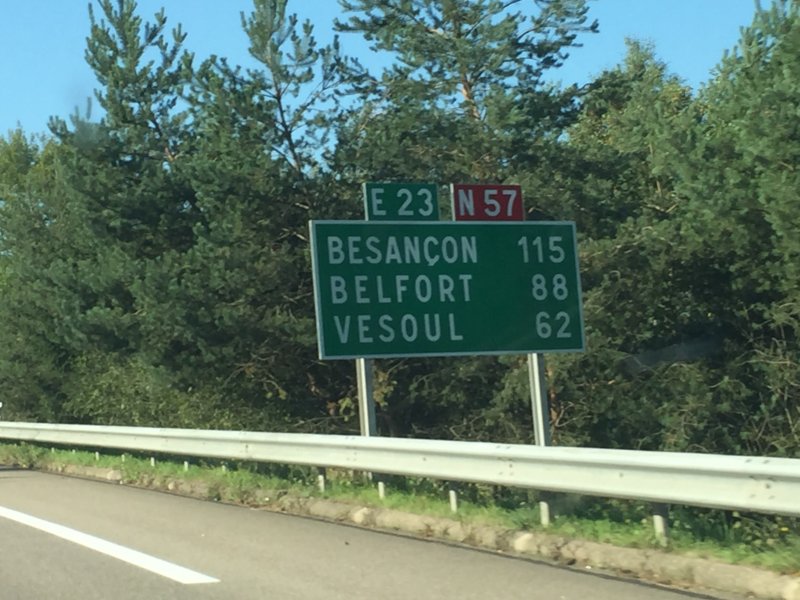 E 23 N 57
BESANÇON 115
BELFORT 88
VESOUL 62